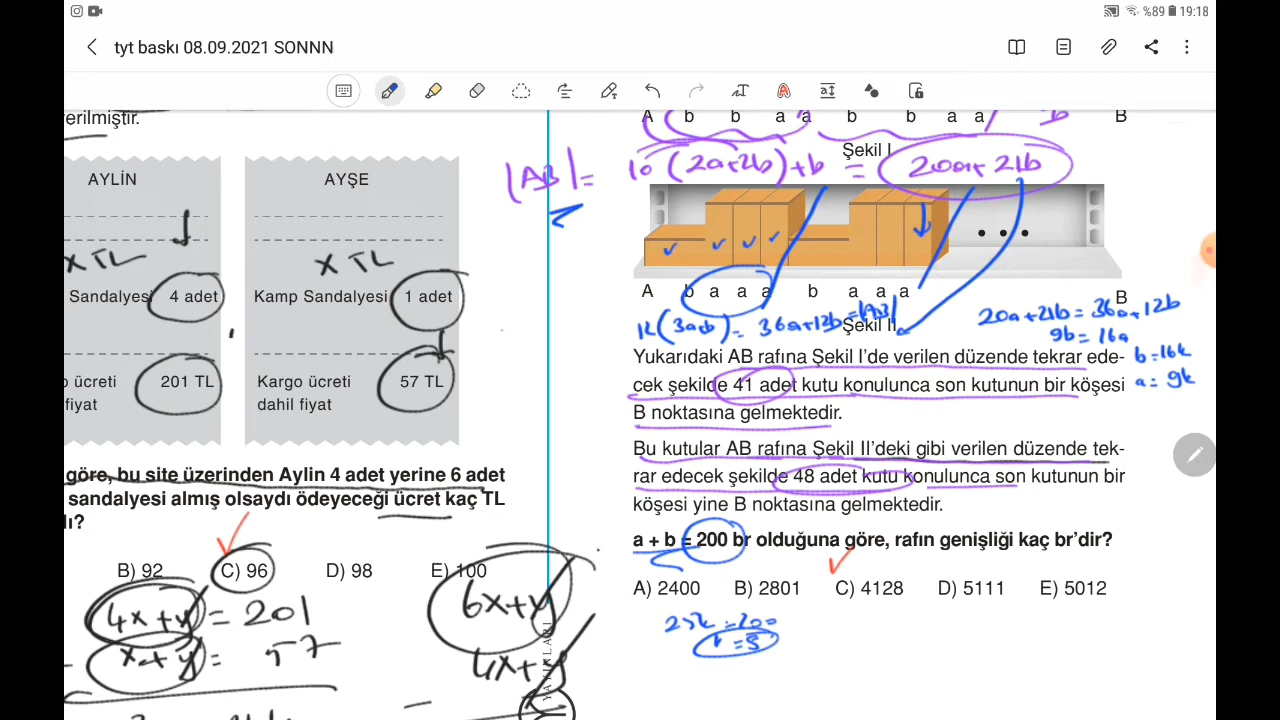 %89 19:18
tyt baskı 08.09.2021 SONNN
erilmiştir.
AYLİN
x TL
Sandalyesi 4 adet
ücreti 201 TL
fiyat
AYŞE
x TL
Kamp Sandalyesi 1 adet
Kargo ücreti 57 TL
dahil fiyat
göre, bu site üzerinden Aylin 4 adet yerine 6 adet
sandalyesi almış olsaydı ödeyeceği ücret kaç TL
B) 92 C) 96 D) 98 E) 100
4x+y = 201
x+y = 57
6x+y
4x+y
YAYINLARI
A b b a a b b a a B
Şekil I
|AB| = 10(2a+2b)+b = 20a+21b
A b a a a b a a a B
12(3a+b) = 36a+12b = |AB|
Şekil II
20a+21b = 36a+12b
9b = 16a
b = 16k
a = 9k
Yukarıdaki AB rafına Şekil I’de verilen düzende tekrar ede-
cek şekilde 41 adet kutu konulunca son kutunun bir köşesi
B noktasına gelmektedir.
Bu kutular AB rafına Şekil II’deki gibi verilen düzende tek-
rar edecek şekilde 48 adet kutu konulunca son kutunun bir
köşesi yine B noktasına gelmektedir.
a + b = 200 br olduğuna göre, rafın genişliği kaç br’dir?
A) 2400 B) 2801 C) 4128 D) 5111 E) 5012
25k = 200